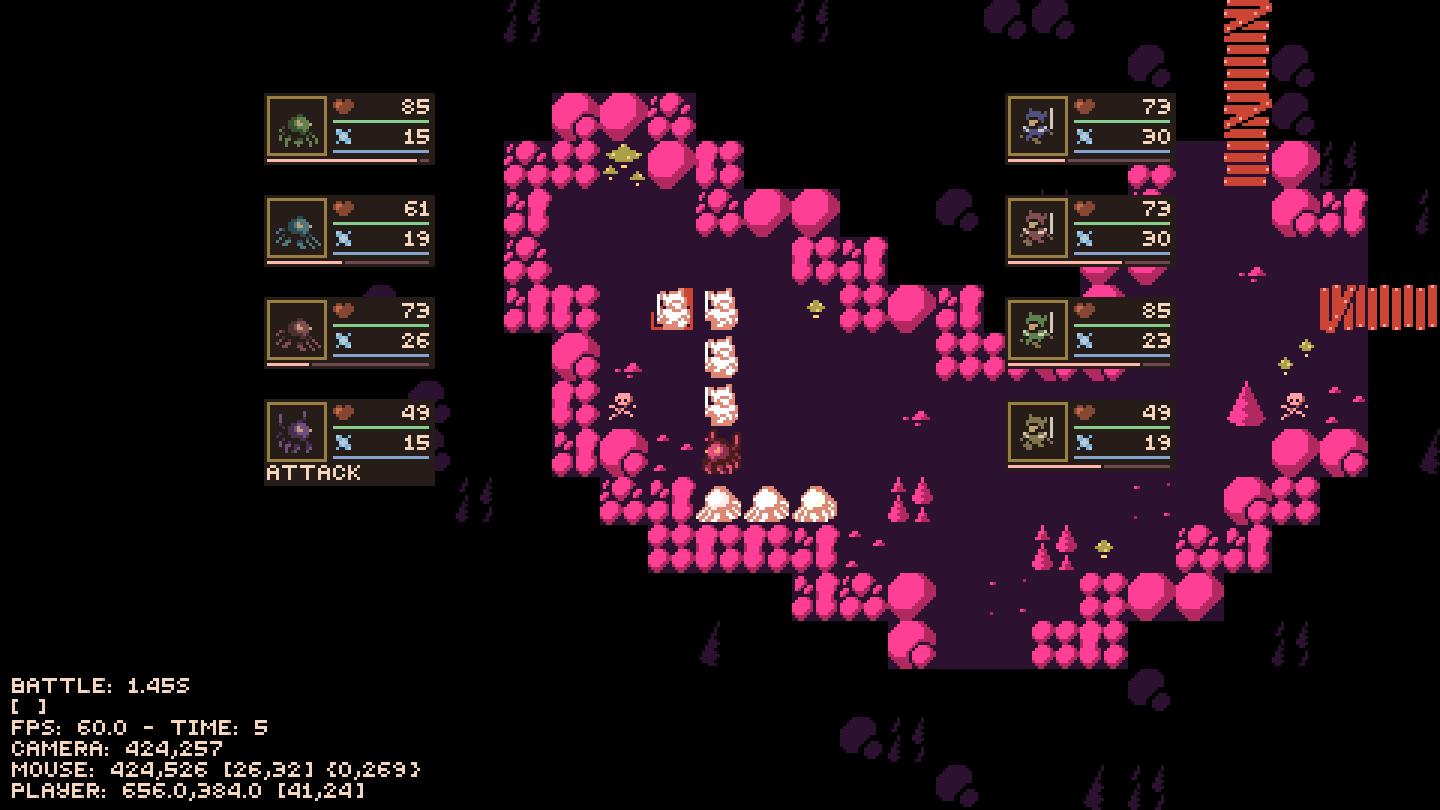 85
15
61
19
73
26
49
15
ATTACK
73
30
73
30
85
23
49
19
BATTLE: 1.45S
[ ]
FPS: 60.0 - TIME: 5
CAMERA: 424,257
MOUSE: 424,526 [26,32] {0,269}
PLAYER: 656.0,384.0 [41,24]